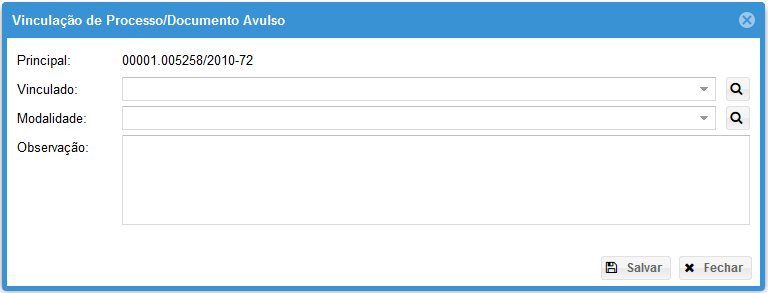 Vinculação de Processo/Documento Avulso
Principal: 00001.005258/2010-72
Vinculado:
Modalidade:
Observação:
Salvar Fechar